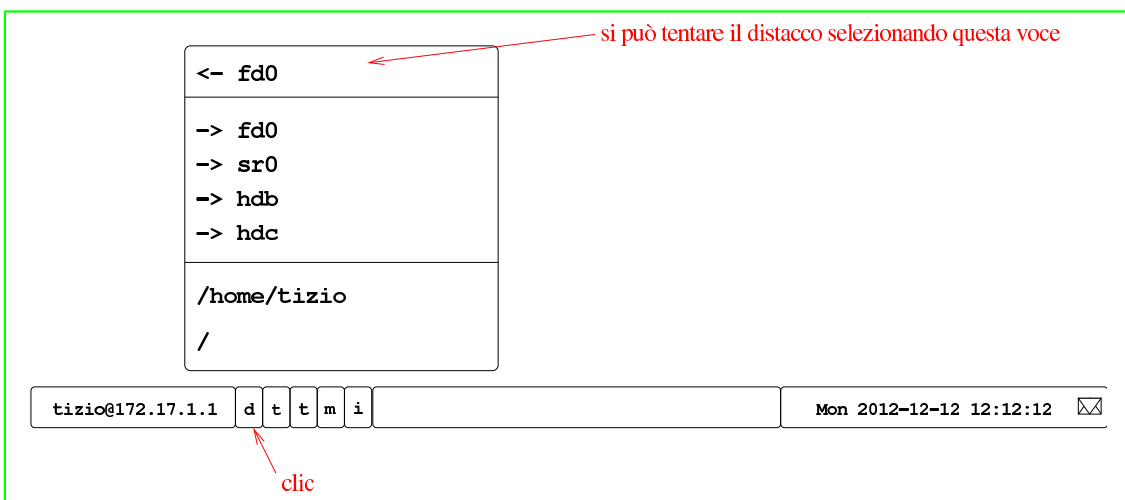 si può tentare il distacco selezionando questa voce
<- fd0
-> fd0
-> sr0
-> hdb
-> hdc
/home/tizio
/
tizio@172.17.1.1 d t t m i Mon 2012-12-12 12:12:12
clic